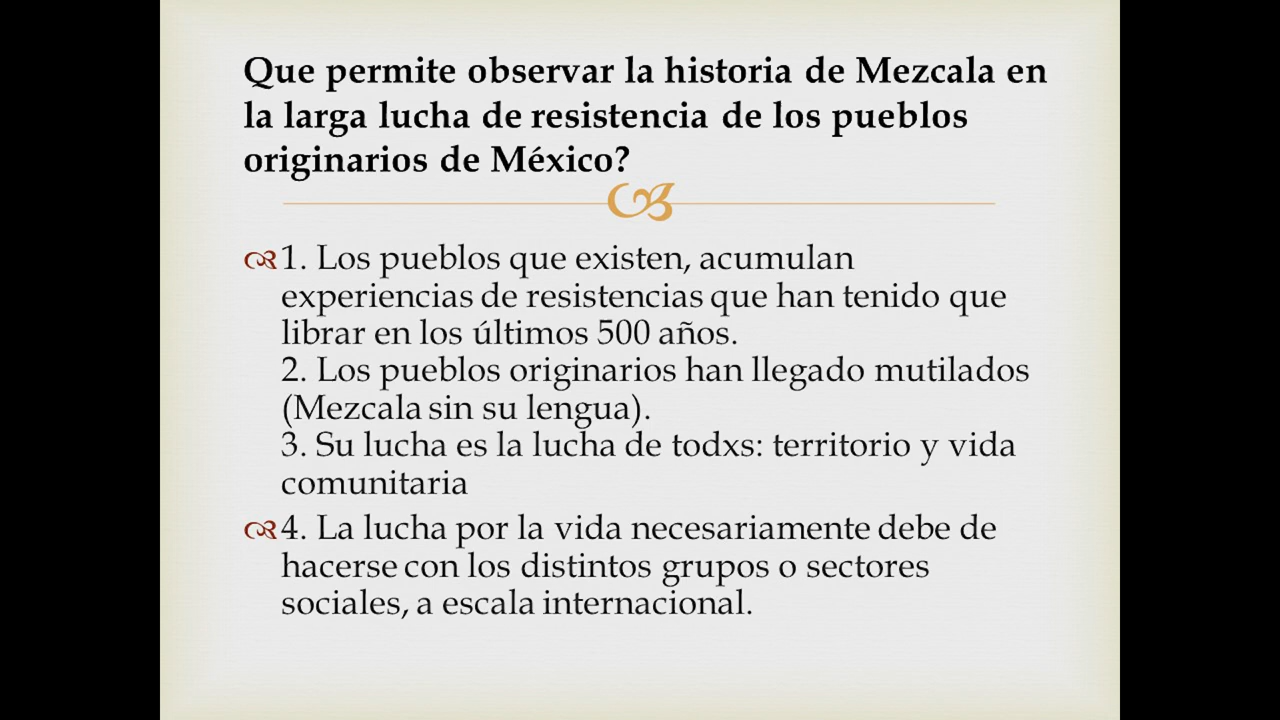 Que permite observar la historia de Mezcala en
la larga lucha de resistencia de los pueblos
originarios de México?
1. Los pueblos que existen, acumulan
experiencias de resistencias que han tenido que
librar en los últimos 500 años.
2. Los pueblos originarios han llegado mutilados
(Mezcala sin su lengua).
3. Su lucha es la lucha de todxs: territorio y vida
comunitaria
4. La lucha por la vida necesariamente debe de
hacerse con los distintos grupos o sectores
sociales, a escala internacional.